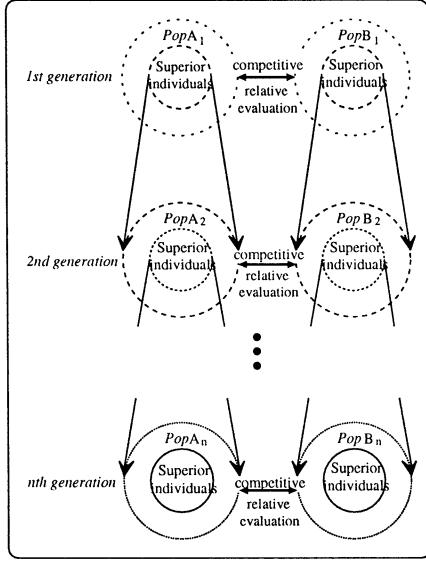 PopA1
PopB1
1st generation
Superior
individuals
competitive
relative
evaluation
Superior
individuals
PopA2
PopB2
2nd generation
Superior
individuals
competitive
relative
evaluation
Superior
individuals
PopAn
PopBn
nth generation
Superior
individuals
competitive
relative
evaluation
Superior
individuals